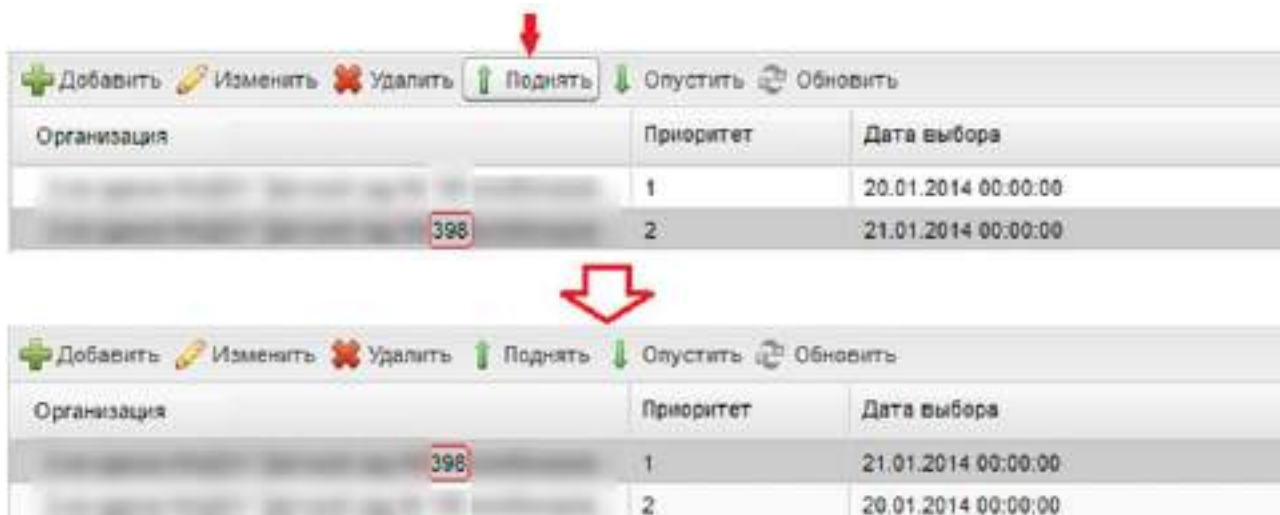 Добавить Изменить Удалить Поднять Опустить Обновить
Организация Приоритет Дата выбора
1 20.01.2014 00:00:00
398 2 21.01.2014 00:00:00
Добавить Изменить Удалить Поднять Опустить Обновить
Организация Приоритет Дата выбора
398 1 21.01.2014 00:00:00
2 20.01.2014 00:00:00